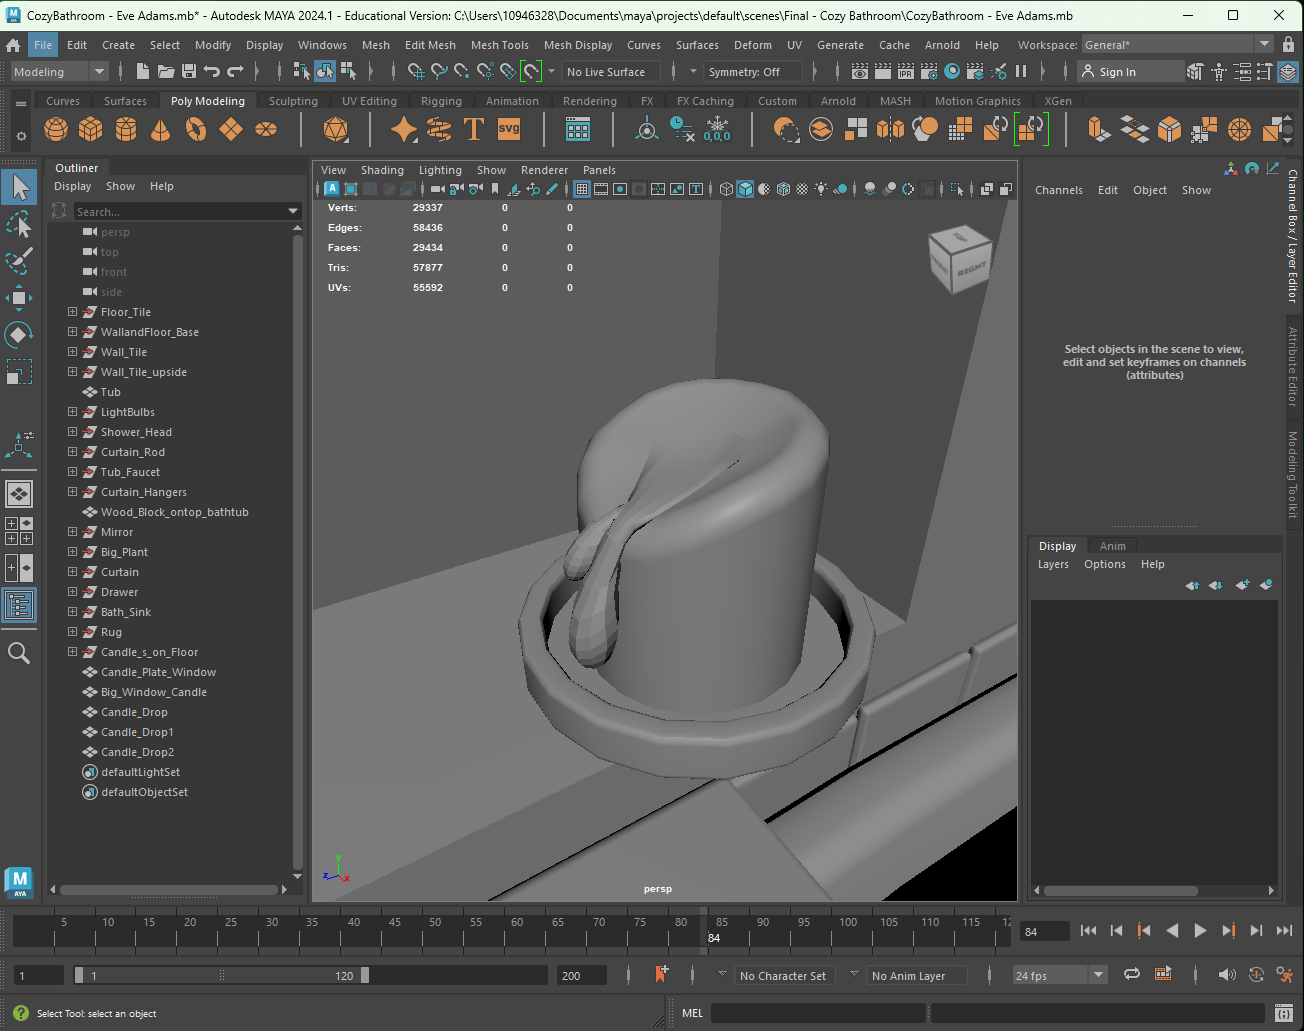 CozyBathroom - Eve Adams.mb* - Autodesk MAYA 2024.1 - Educational Version: C:\Users\10946328\Documents\maya\projects\default\scenes\Final - Cozy Bathroom\CozyBathroom - Eve Adams.mb
File Edit Create Select Modify Display Windows Mesh Edit Mesh Mesh Tools Mesh Display Curves Surfaces Deform UV Generate Cache Arnold Help Workspace: General*
Modeling No Live Surface Symmetry: Off IPR Sign In
Curves Surfaces Poly Modeling Sculpting UV Editing Rigging Animation Rendering FX FX Caching Custom Arnold MASH Motion Graphics XGen
T SVG 0,0,0
Outliner
Display Show Help
Search...
persp
top
front
side
Floor_Tile
WallandFloor_Base
Wall_Tile
Wall_Tile_upside
Tub
LightBulbs
Shower_Head
Curtain_Rod
Tub_Faucet
Curtain_Hangers
Wood_Block_ontop_bathtub
Mirror
Big_Plant
Curtain
Drawer
Bath_Sink
Rug
Candle_s_on_Floor
Candle_Plate_Window
Big_Window_Candle
Candle_Drop
Candle_Drop1
Candle_Drop2
defaultLightSet
defaultObjectSet
M
AYA
View Shading Lighting Show Renderer Panels
Verts: 29337 0 0
Edges: 58436 0 0
Faces: 29434 0 0
Tris: 57877 0 0
UVs: 55592 0 0
RIGHT
y
z x
persp
Channels Edit Object Show
Select objects in the scene to view,
edit and set keyframes on channels
(attributes)
Channel Box / Layer Editor
Attribute Editor
Modeling Toolkit
Display Anim
Layers Options Help
5 10 15 20 25 30 35 40 45 50 55 60 65 70 75 80 85 90 95 100 105 110 115 12
84
84
1 1 120 200 No Character Set No Anim Layer 24 fps
Select Tool: select an object
MEL